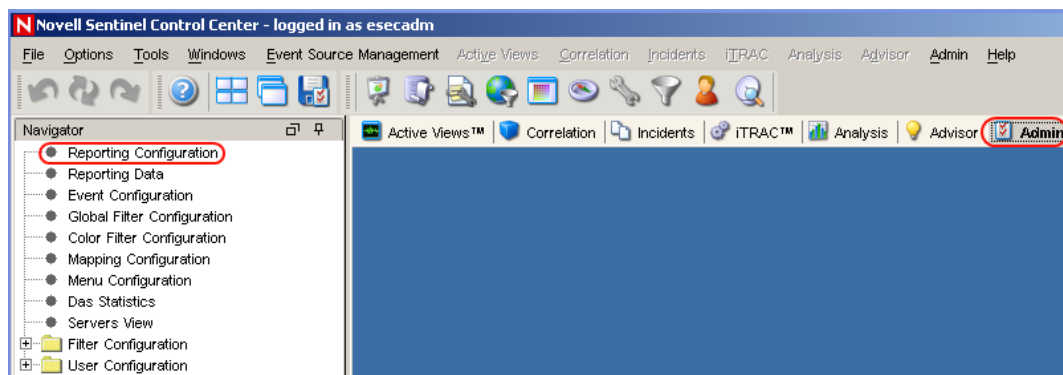 Novell Sentinel Control Center - logged in as esecadm
File Options Tools Windows Event Source Management Active Views Correlation Incidents iTRAC Analysis Advisor Admin Help
Navigator
Active Views™ Correlation Incidents iTRAC™ Analysis Advisor Admin
Reporting Configuration
Reporting Data
Event Configuration
Global Filter Configuration
Color Filter Configuration
Mapping Configuration
Menu Configuration
Das Statistics
Servers View
Filter Configuration
User Configuration